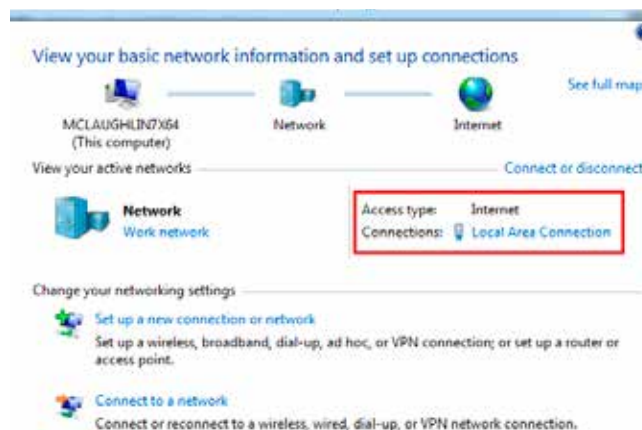 View your basic network information and set up connections
See full map
MCLAUGHLIN7X64
(This computer)
Network
Internet
View your active networks
Connect or disconnect
Network
Work network
Access type: Internet
Connections: Local Area Connection
Change your networking settings
Set up a new connection or network
Set up a wireless, broadband, dial-up, ad hoc, or VPN connection; or set up a router or
access point.
Connect to a network
Connect or reconnect to a wireless, wired, dial-up, or VPN network connection.